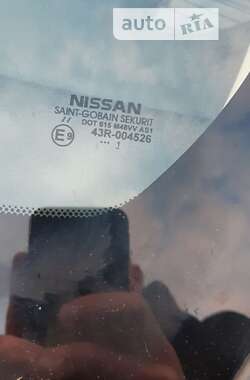 auto RIA
NISSAN
SAINT-GOBAIN SEKURIT
DOT 615 M48VV AS1
E9 43R-004526
... 1